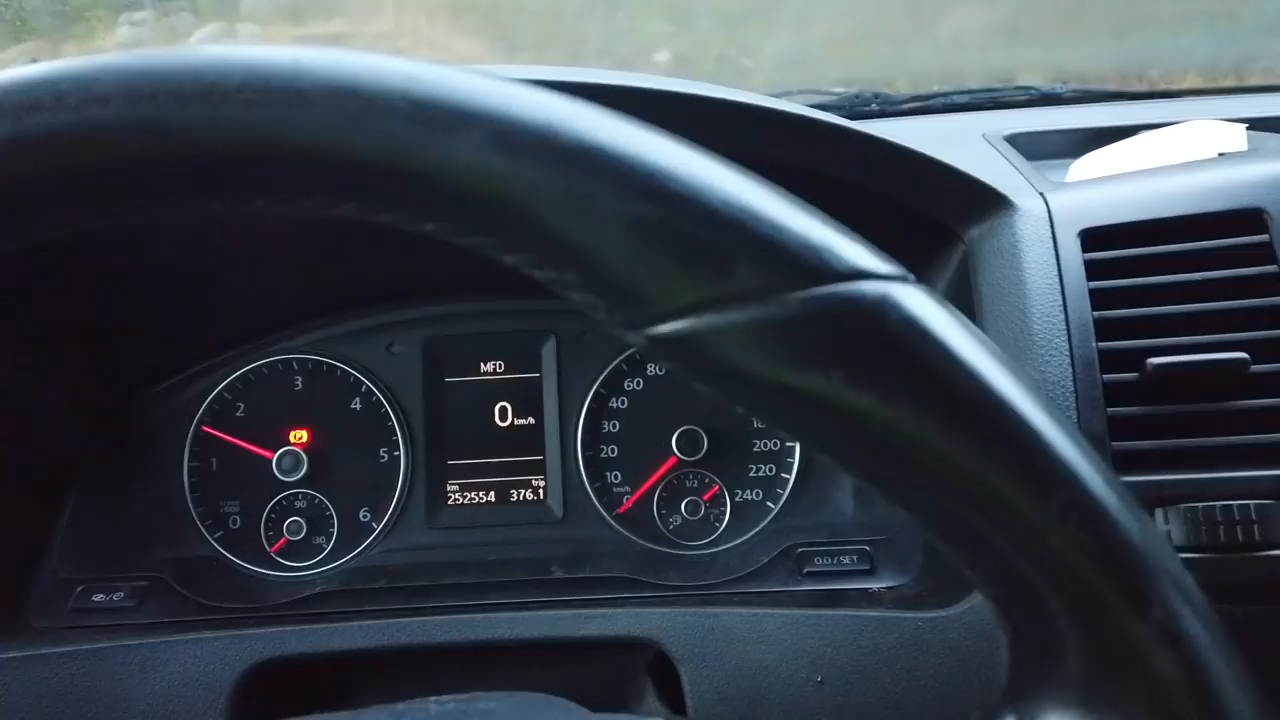 MFD
0 km/h
km trip
252554 376.1
0 1 2 3 4 5 6
90
130
km/h
0 10 20 30 40 60 80
200 220 240
1/2
0.0 / SET